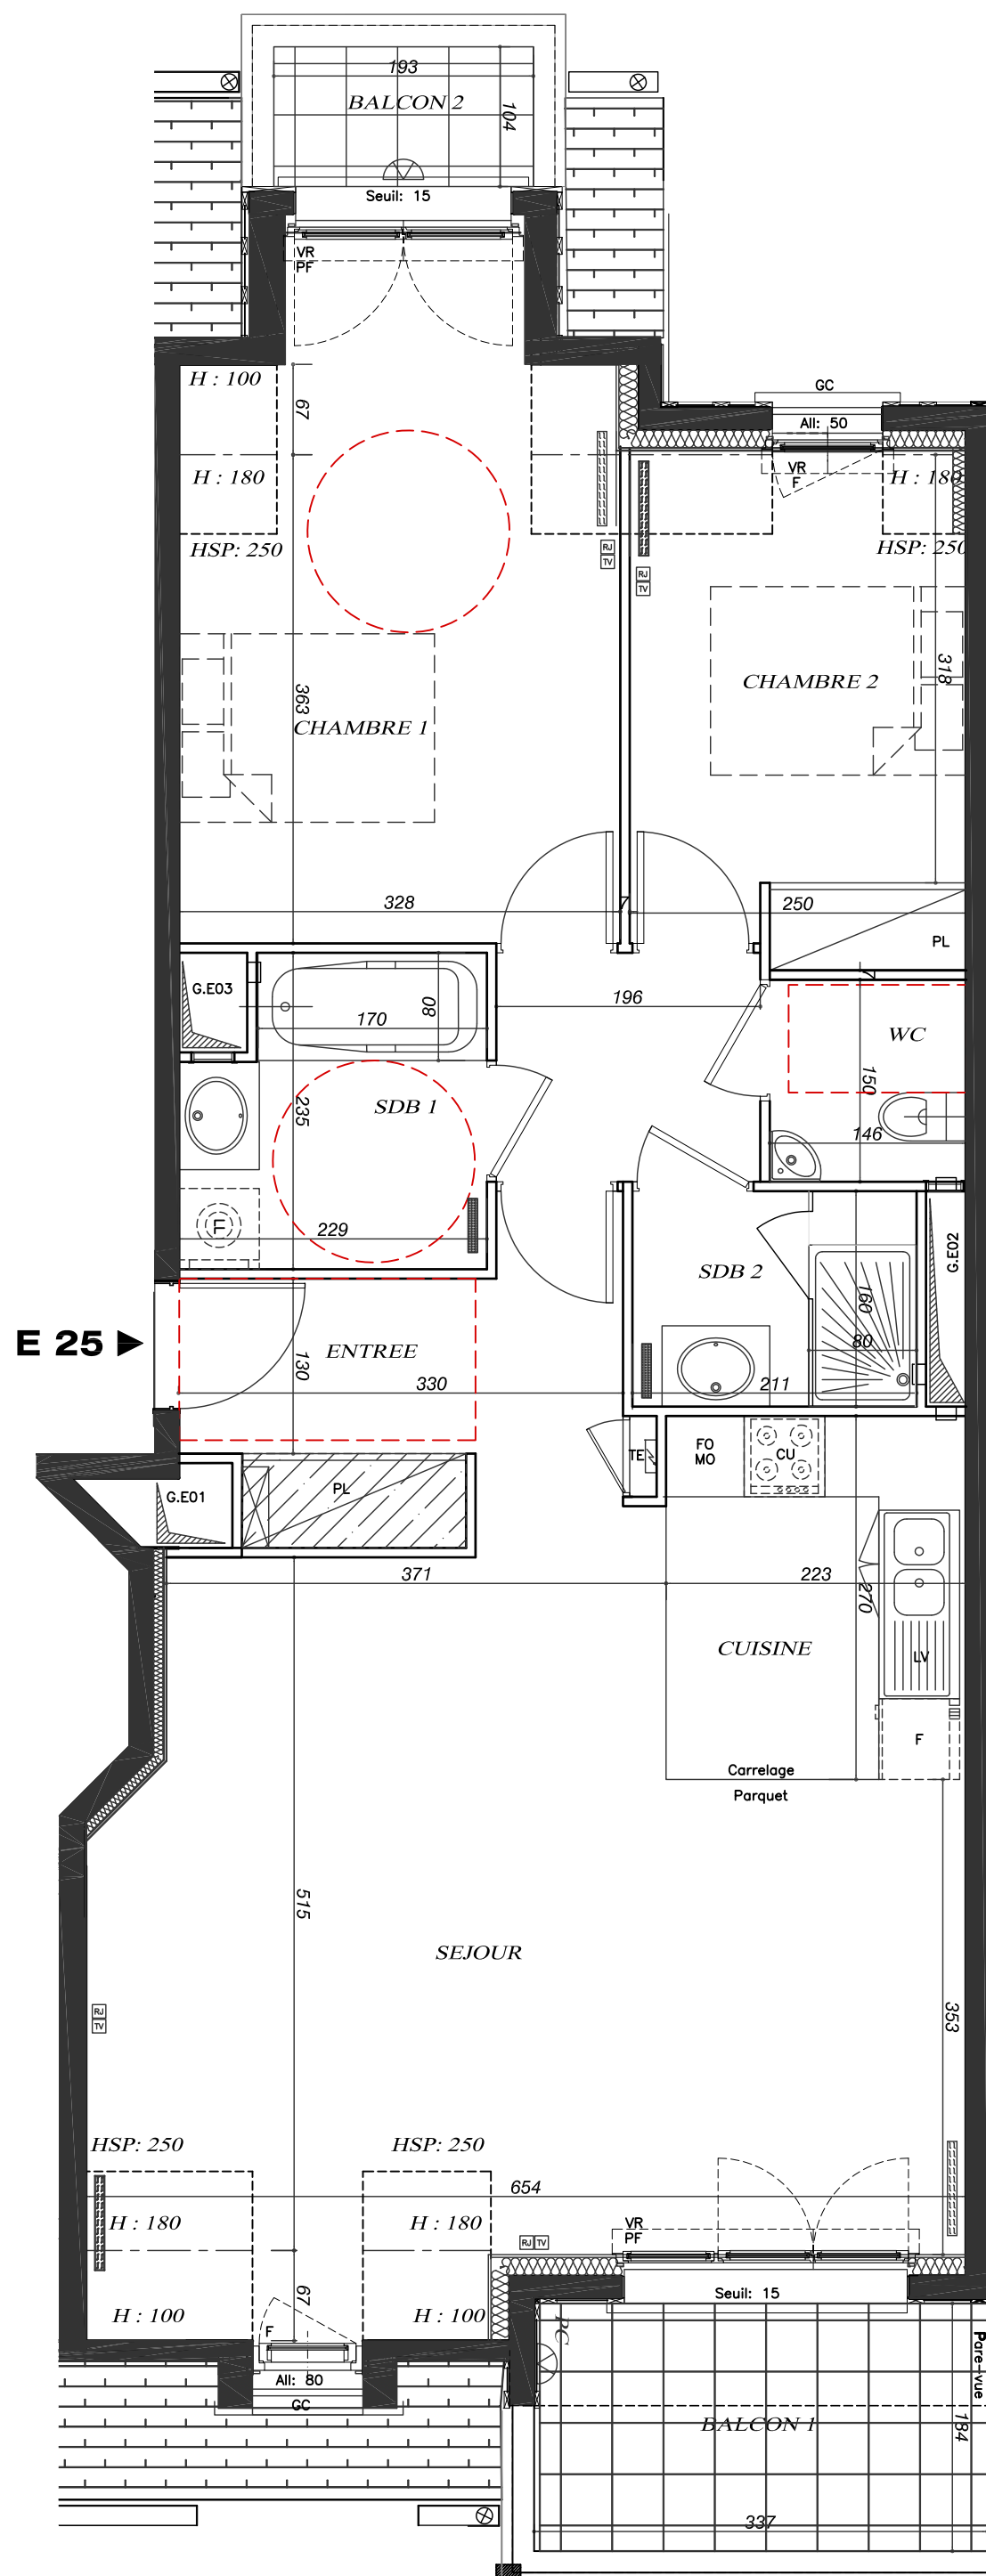 193
BALCON 2
104
Seuil: 15
VR
PF
H : 100
67
GC
All: 50
H : 180
VR
F
H : 180
HSP: 250
HSP: 250
RJ
TV
RJ
TV
363
CHAMBRE 1
CHAMBRE 2
318
328
7
250
PL
G.E03
80
170
196
7
WC
235
SDB 1
150
146
229
SDB 2
G.E02
E 25
ENTREE
130
330
160
80
211
TE
FO
MO
CU
G.E01
PL
371
223
270
CUISINE
LV
F
Carrelage
Parquet
515
SEJOUR
RJ
TV
353
HSP: 250
HSP: 250
654
H : 180
H : 180
VR
PF
RJ TV
67
Seuil: 15
H : 100
H : 100
F
PC
Pare-vue
All: 80
GC
BALCON 1
184
337